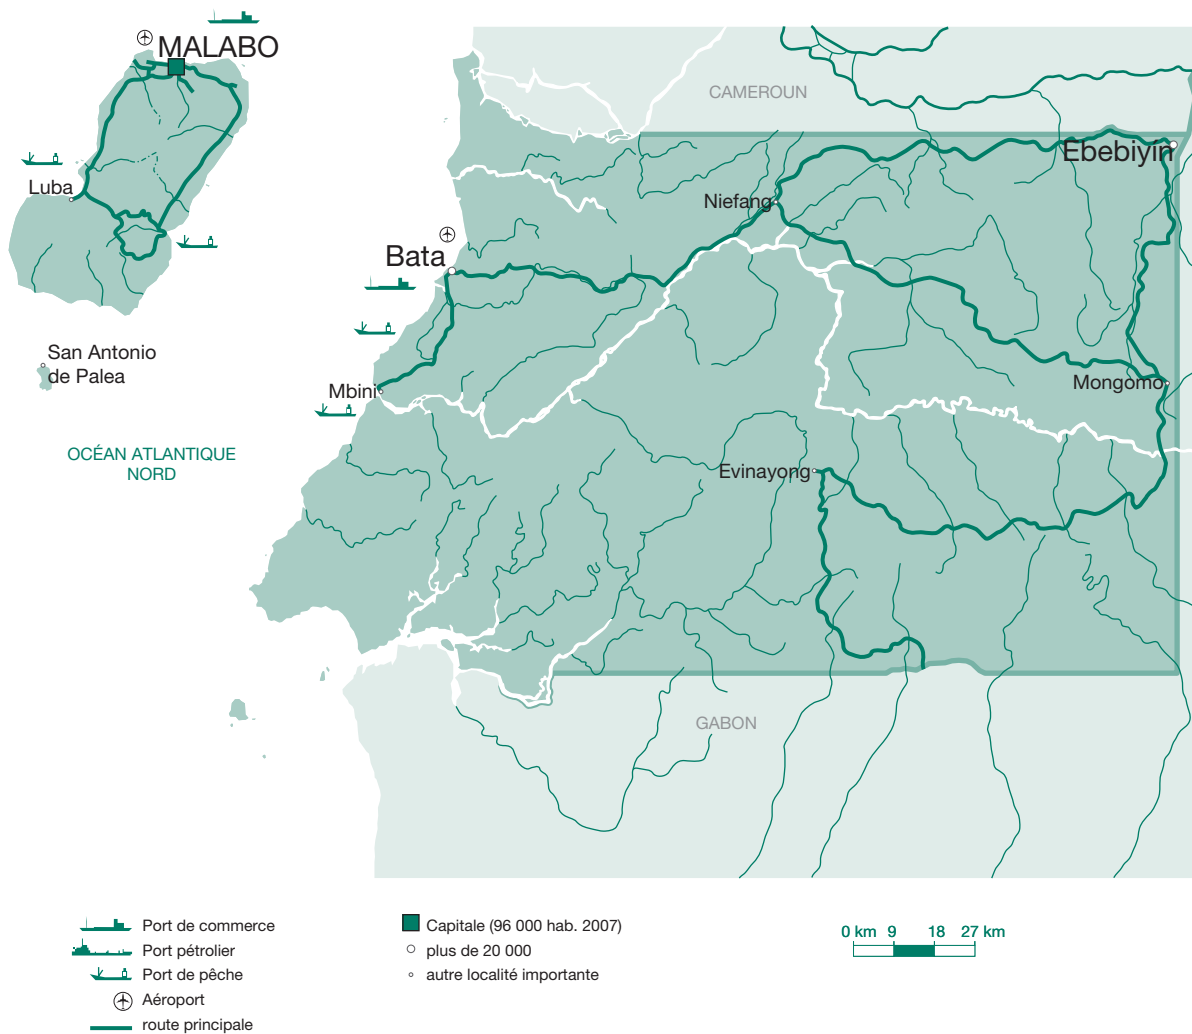 MALABO
CAMEROUN
Ebebiyín
Luba
Niefang
Bata
San Antonio
de Palea
Mbini
Mongomo
OCÉAN ATLANTIQUE
NORD
Evinayong
GABON
Port de commerce
Port pétrolier
Port de pêche
Aéroport
route principale
Capitale (96 000 hab. 2007)
plus de 20 000
autre localité importante
0 km 9 18 27 km